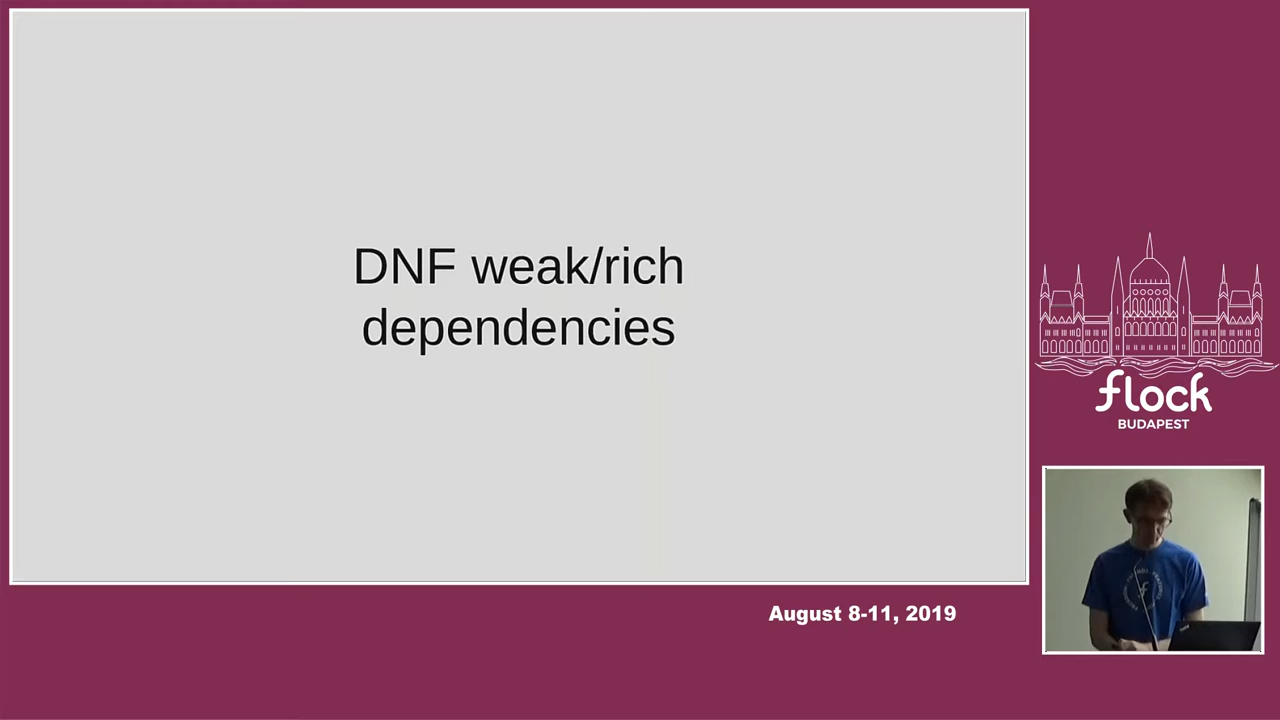 DNF weak/rich
dependencies
flock
BUDAPEST
August 8-11, 2019